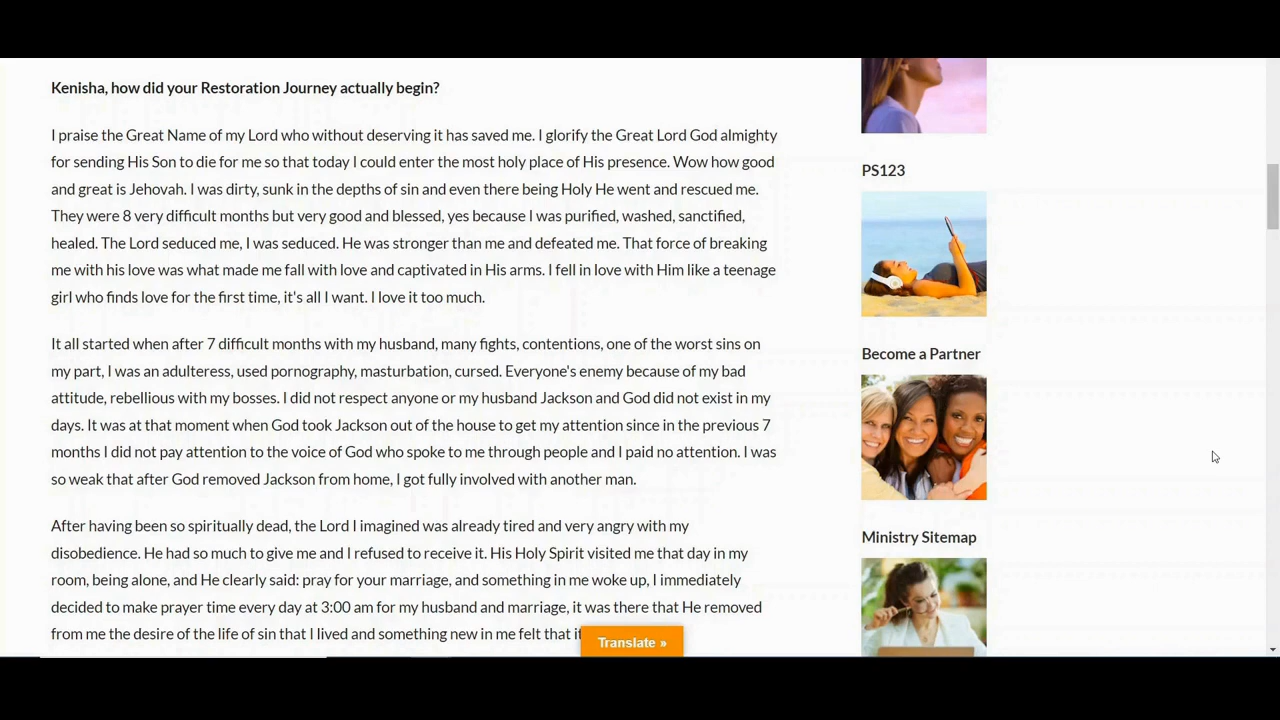 Kenisha, how did your Restoration Journey actually begin?
I praise the Great Name of my Lord who without deserving it has saved me. I glorify the Great Lord God almighty
for sending His Son to die for me so that today I could enter the most holy place of His presence. Wow how good
and great is Jehovah. I was dirty, sunk in the depths of sin and even there being Holy He went and rescued me.
They were 8 very difficult months but very good and blessed, yes because I was purified, washed, sanctified,
healed. The Lord seduced me, I was seduced. He was stronger than me and defeated me. That force of breaking
me with his love was what made me fall with love and captivated in His arms. I fell in love with Him like a teenage
girl who finds love for the first time, it's all I want. I love it too much.
It all started when after 7 difficult months with my husband, many fights, contentions, one of the worst sins on
my part, I was an adulteress, used pornography, masturbation, cursed. Everyone's enemy because of my bad
attitude, rebellious with my bosses. I did not respect anyone or my husband Jackson and God did not exist in my
days. It was at that moment when God took Jackson out of the house to get my attention since in the previous 7
months I did not pay attention to the voice of God who spoke to me through people and I paid no attention. I was
so weak that after God removed Jackson from home, I got fully involved with another man.
After having been so spiritually dead, the Lord I imagined was already tired and very angry with my
disobedience. He had so much to give me and I refused to receive it. His Holy Spirit visited me that day in my
room, being alone, and He clearly said: pray for your marriage, and something in me woke up, I immediately
decided to make prayer time every day at 3:00 am for my husband and marriage, it was there that He removed
from me the desire of the life of sin that I lived and something new in me felt that
Translate »
PS123
Become a Partner
Ministry Sitemap